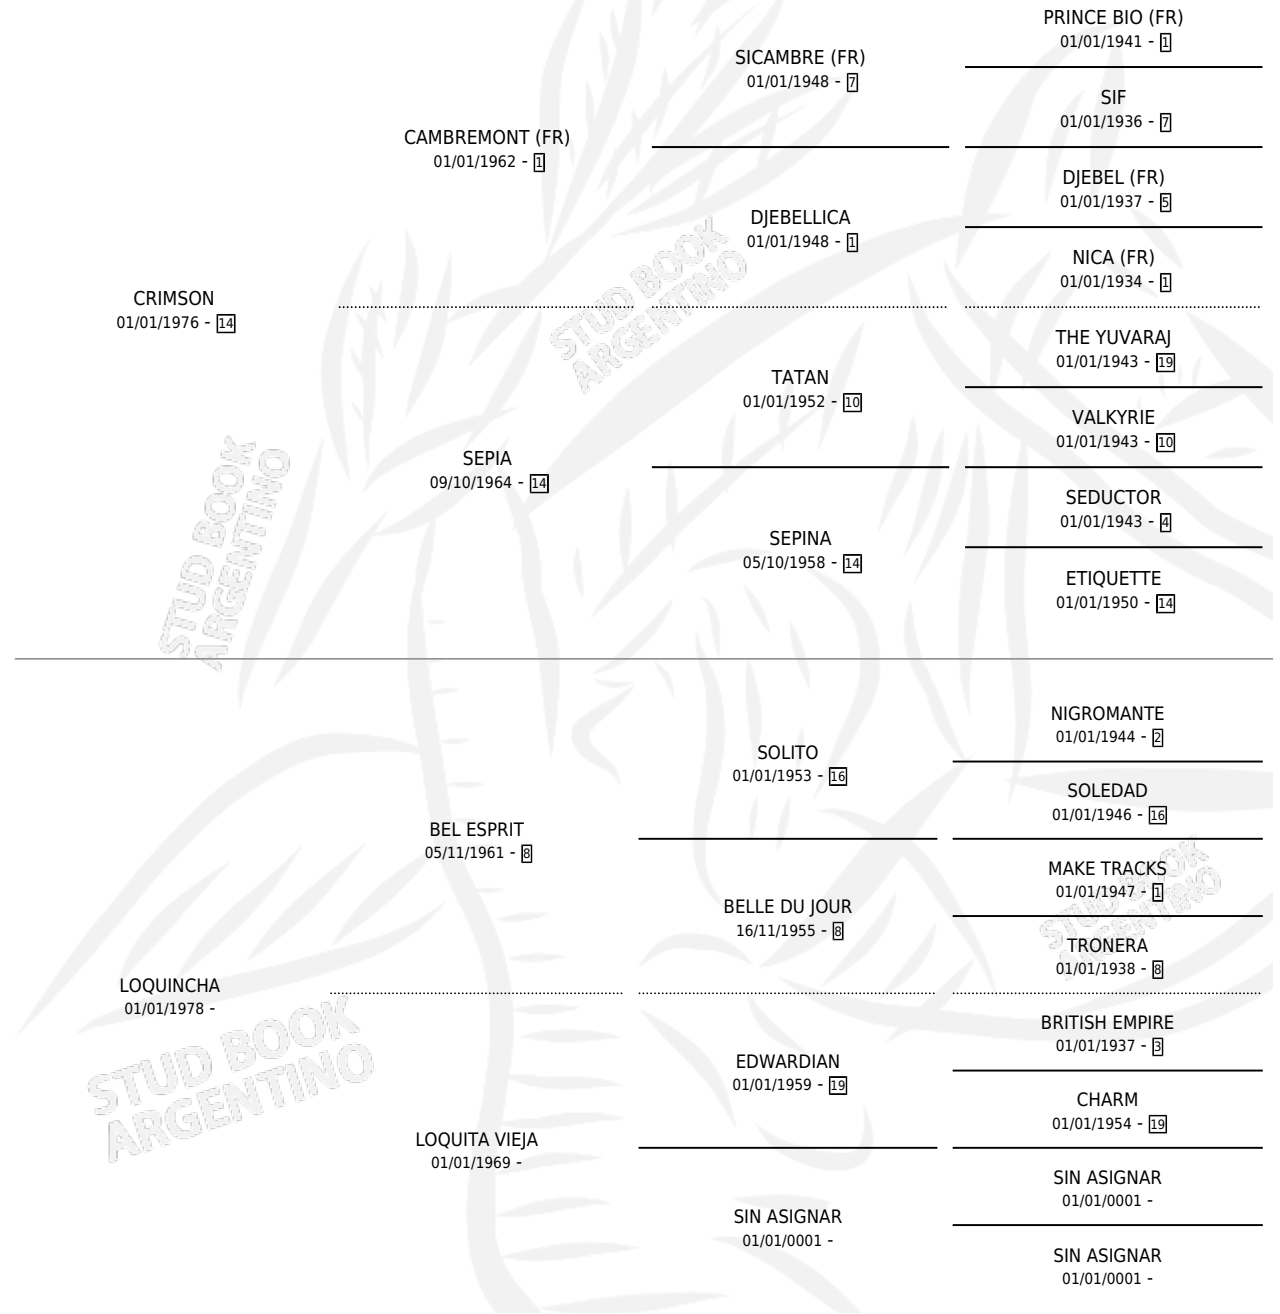 PRINCE BIO (FR)
01/01/1941 - 1
SICAMBRE (FR)
01/01/1948 - 7
SIF
01/01/1936 - 7
CAMBREMONT (FR)
01/01/1962 - 1
DJEBEL (FR)
01/01/1937 - 5
DJEBELLICA
01/01/1948 - 1
NICA (FR)
01/01/1934 - 1
CRIMSON
01/01/1976 - 14
THE YUVARAJ
01/01/1943 - 19
TATAN
01/01/1952 - 10
VALKYRIE
01/01/1943 - 10
SEPIA
09/10/1964 - 14
SEDUCTOR
01/01/1943 - 4
SEPINA
05/10/1958 - 14
ETIQUETTE
01/01/1950 - 14
STUD BOOK
ARGENTINO
STUD BOOK
ARGENTINO
NIGROMANTE
01/01/1944 - 2
SOLITO
01/01/1953 - 16
SOLEDAD
01/01/1946 - 16
BEL ESPRIT
05/11/1961 - 8
MAKE TRACKS
01/01/1947 - 1
BELLE DU JOUR
16/11/1955 - 8
TRONERA
01/01/1938 - 8
LOQUINCHA
01/01/1978 -
BRITISH EMPIRE
01/01/1937 - 3
EDWARDIAN
01/01/1959 - 19
CHARM
01/01/1954 - 19
LOQUITA VIEJA
01/01/1969 -
SIN ASIGNAR
01/01/0001 -
SIN ASIGNAR
01/01/0001 -
SIN ASIGNAR
01/01/0001 -
STUD BOOK
ARGENTINO
STUD BOOK
ARGENTINO